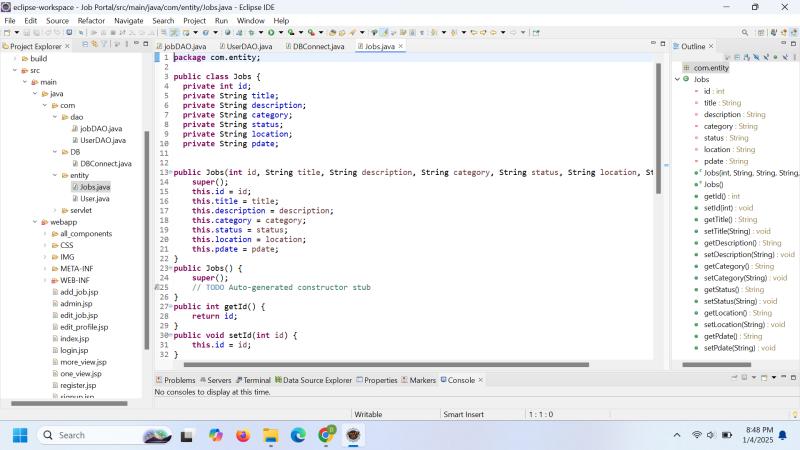 eclipse-workspace - Job Portal/src/main/java/com/entity/Jobs.java - Eclipse IDE
File Edit Source Refactor Navigate Search Project Run Window Help
Project Explorer
build
src
main
java
com
dao
jobDAO.java
UserDAO.java
DB
DBConnect.java
entity
Jobs.java
User.java
servlet
webapp
all_components
CSS
IMG
META-INF
WEB-INF
add_job.jsp
admin.jsp
edit_job.jsp
edit_profile.jsp
index.jsp
login.jsp
more_view.jsp
one_view.jsp
register.jsp
signup.jsp
jobDAO.java UserDAO.java DBConnect.java Jobs.java
1 package com.entity;
2
3 public class Jobs {
4 private int id;
5 private String title;
6 private String description;
7 private String category;
8 private String status;
9 private String location;
10 private String pdate;
11
12
13 public Jobs(int id, String title, String description, String category, String status, String location, St
14 super();
15 this.id = id;
16 this.title = title;
17 this.description = description;
18 this.category = category;
19 this.status = status;
20 this.location = location;
21 this.pdate = pdate;
22 }
23 public Jobs() {
24 super();
25 // TODO Auto-generated constructor stub
26 }
27 public int getId() {
28 return id;
29 }
30 public void setId(int id) {
31 this.id = id;
32 }
Outline
com.entity
Jobs
id : int
title : String
description : String
category : String
status : String
location : String
pdate : String
Jobs(int, String, String, String,
Jobs()
getId() : int
setId(int) : void
getTitle() : String
setTitle(String) : void
getDescription() : String
setDescription(String) : void
getCategory() : String
setCategory(String) : void
getStatus() : String
setStatus(String) : void
getLocation() : String
setLocation(String) : void
getPdate() : String
setPdate(String) : void
Problems Servers Terminal Data Source Explorer Properties Markers Console
No consoles to display at this time.
Writable Smart Insert 1 : 1 : 0
Search
8:48 PM
1/4/2025